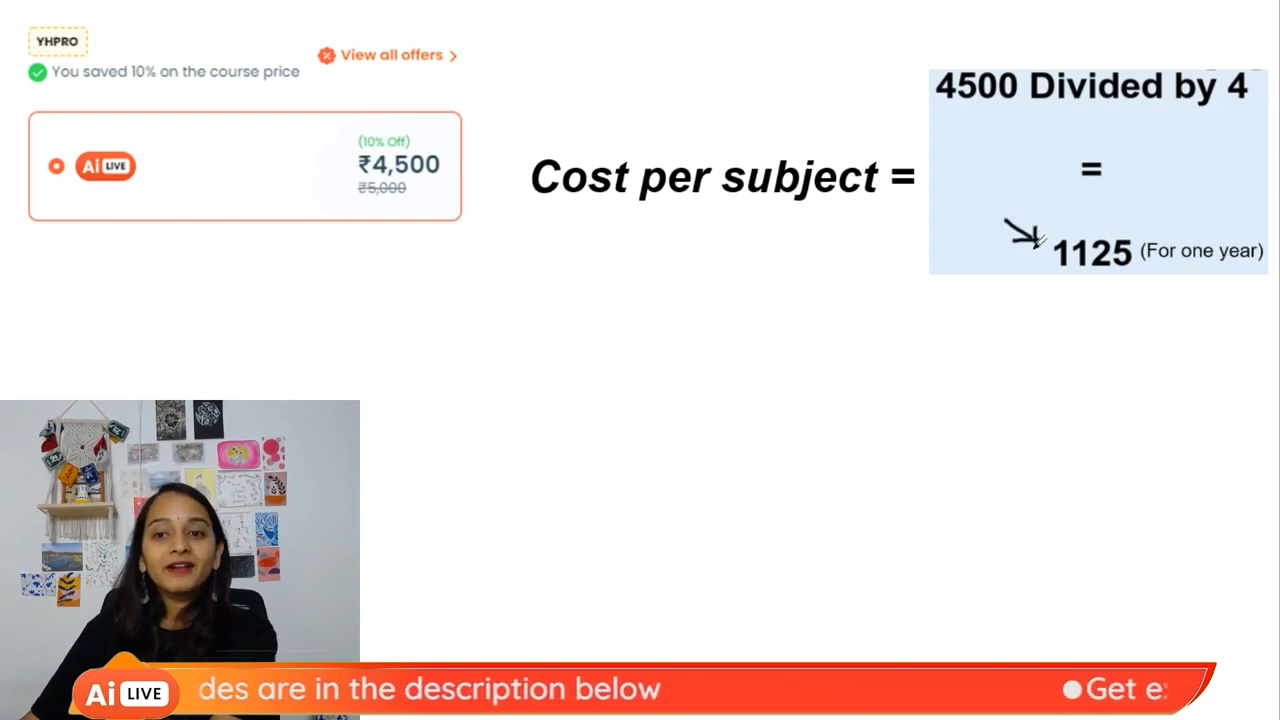 YHPRO
You saved 10% on the course price
View all offers
(10% Off)
Ai LIVE
₹4,500
₹5,000
Cost per subject =
4500 Divided by 4
=
1125 (For one year)
Ai LIVE
des are in the description below
Get